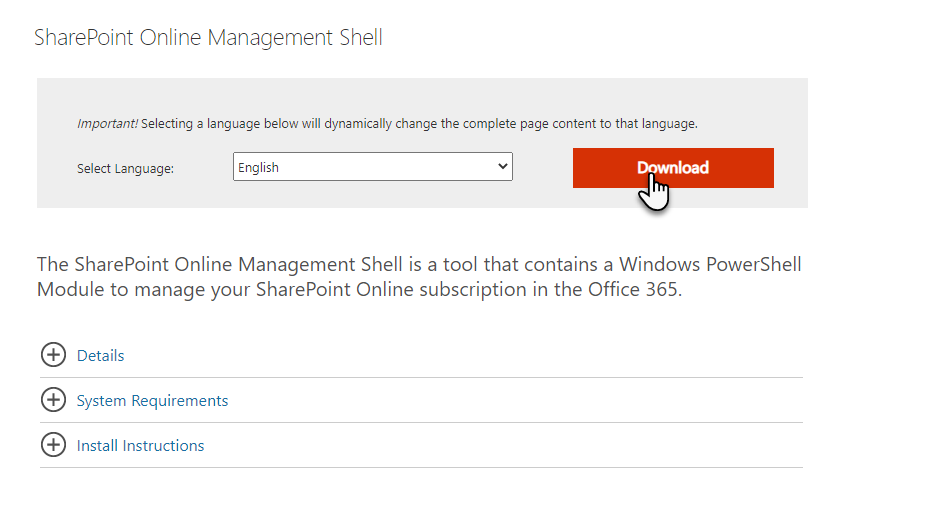 SharePoint Online Management Shell
Important! Selecting a language below will dynamically change the complete page content to that language.
Select Language:
English
Download
The SharePoint Online Management Shell is a tool that contains a Windows PowerShell
Module to manage your SharePoint Online subscription in the Office 365.
Details
System Requirements
Install Instructions